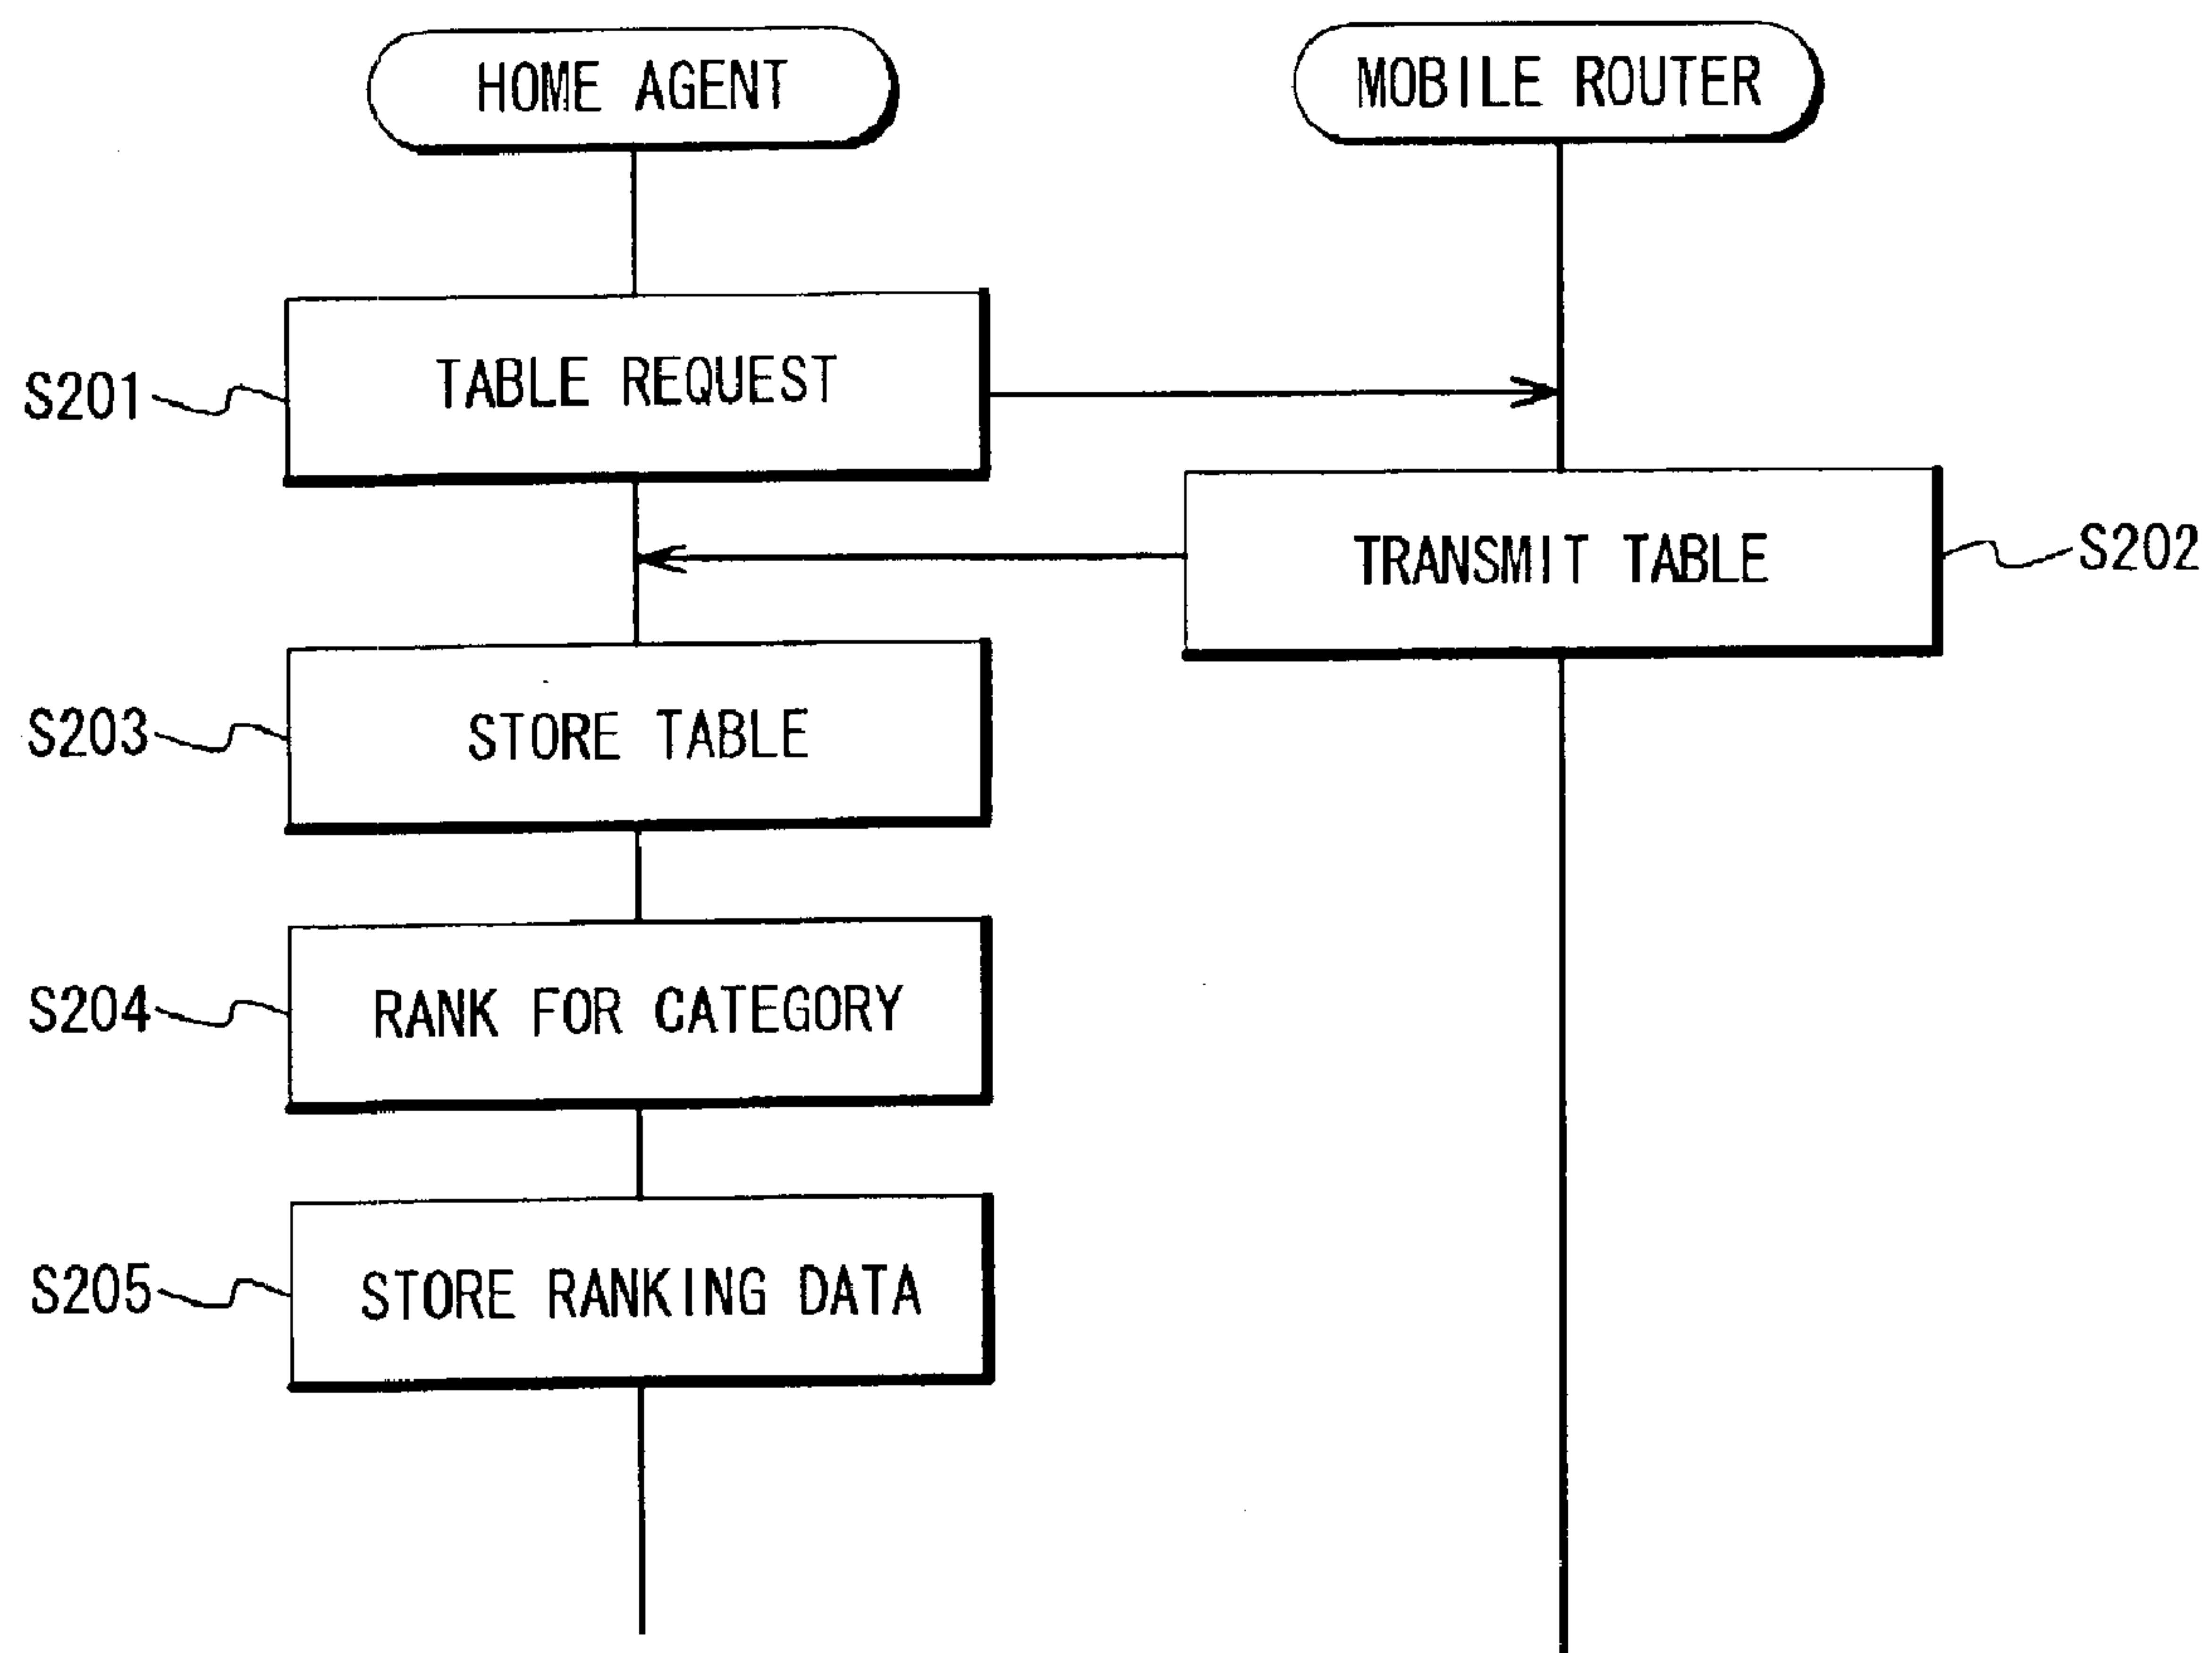 HOME AGENT
MOBILE ROUTER
S201
TABLE REQUEST
TRANSMIT TABLE
S202
S203
STORE TABLE
S204
RANK FOR CATEGORY
S205
STORE RANKING DATA